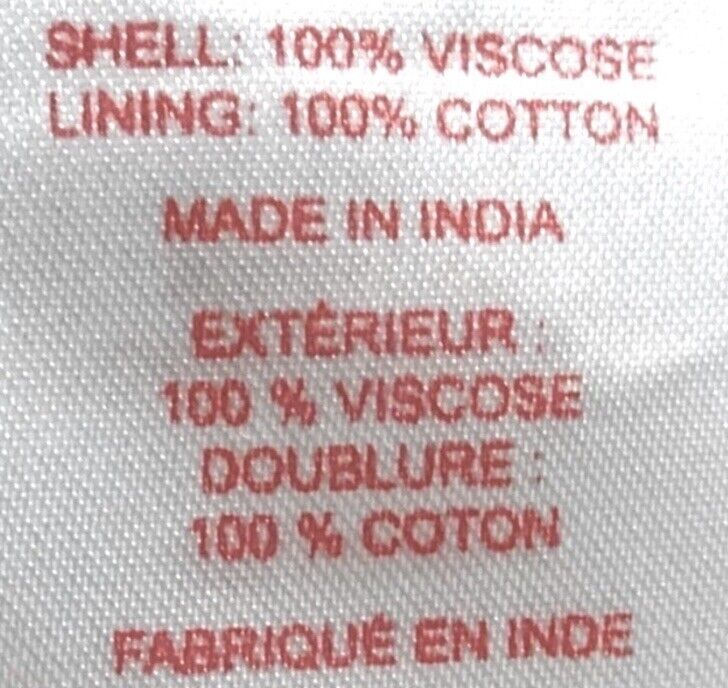 SHELL: 100% VISCOSE
LINING: 100% COTTON
MADE IN INDIA
EXTÉRIEUR :
100 % VISCOSE
DOUBLURE :
100 % COTON
FABRIQUÉ EN INDE